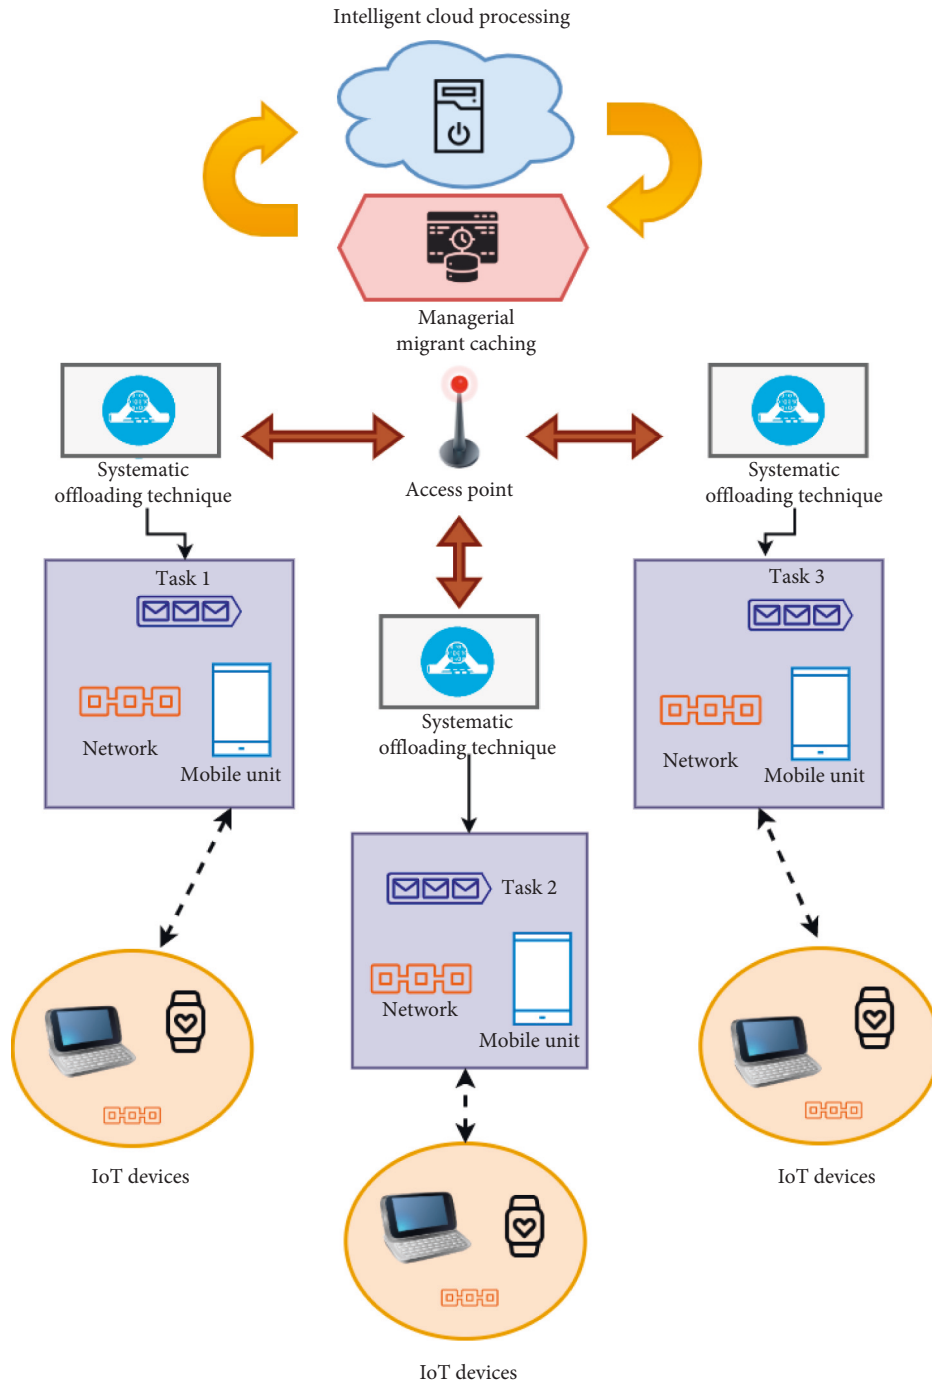 Intelligent cloud processing
Managerial
migrant caching
Systematic
offloading technique
Access point
Systematic
offloading technique
Task 1
Network
Mobile unit
Systematic
offloading technique
Task 3
Network
Mobile unit
Task 2
Network
Mobile unit
IoT devices
IoT devices
IoT devices